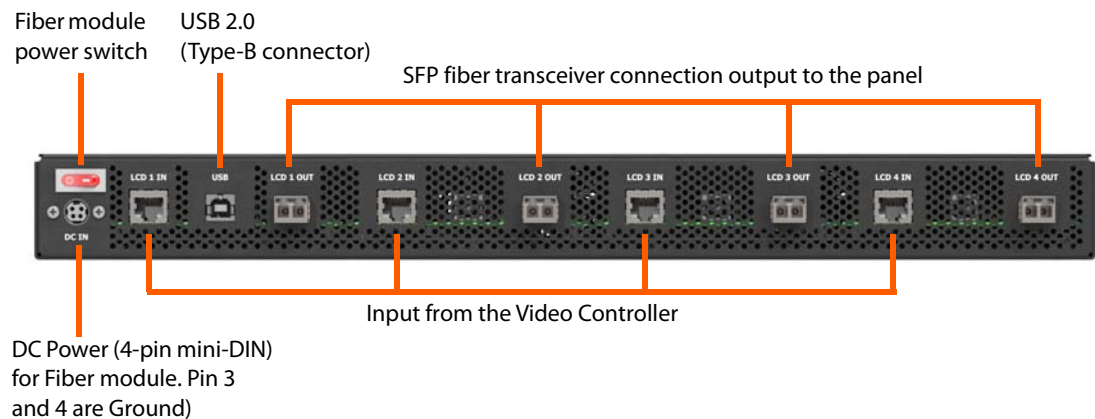 Fiber module
power switch
USB 2.0
(Type-B connector)
SFP fiber transceiver connection output to the panel
LCD 1 IN
USB
LCD 1 OUT
LCD 2 IN
LCD 2 OUT
LCD 3 IN
LCD 3 OUT
LCD 4 IN
LCD 4 OUT
DC IN
Input from the Video Controller
DC Power (4-pin mini-DIN)
for Fiber module. Pin 3
and 4 are Ground)